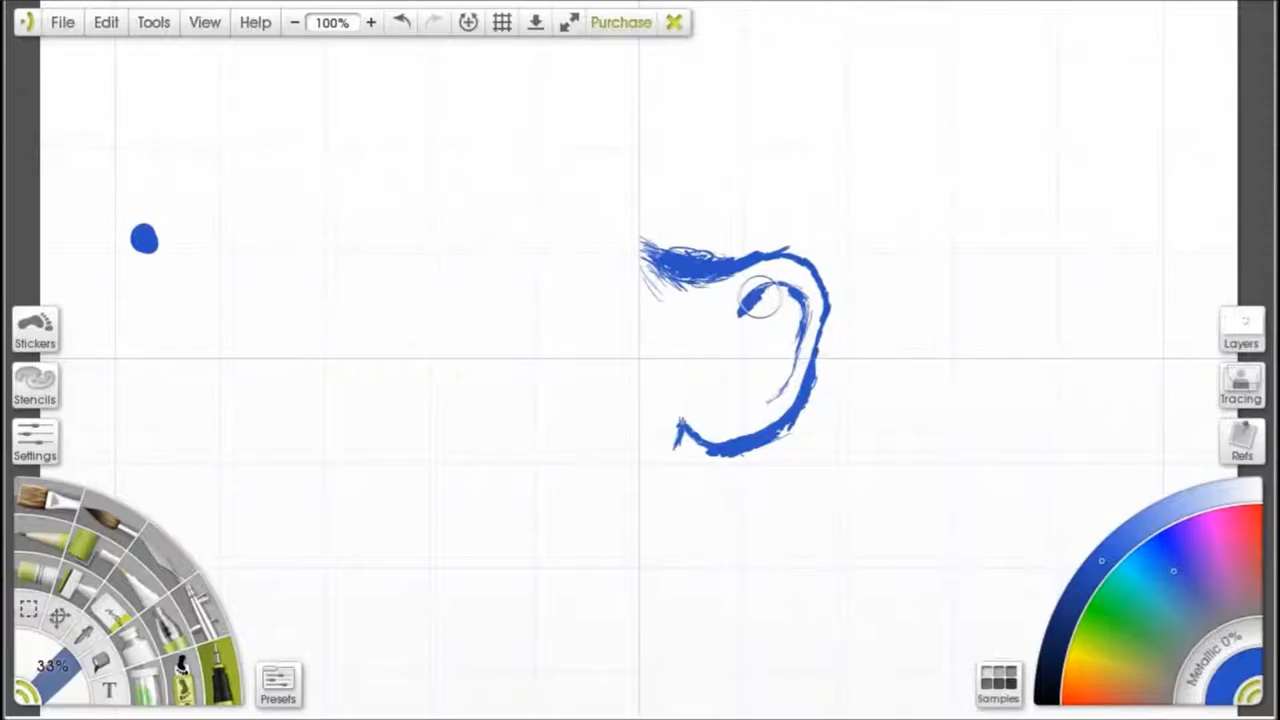 File Edit Tools View Help − 100% + Purchase
Stickers
Stencils
Settings
Layers
Tracing
Refs
33%
T
Presets
Samples
Metallic 0%